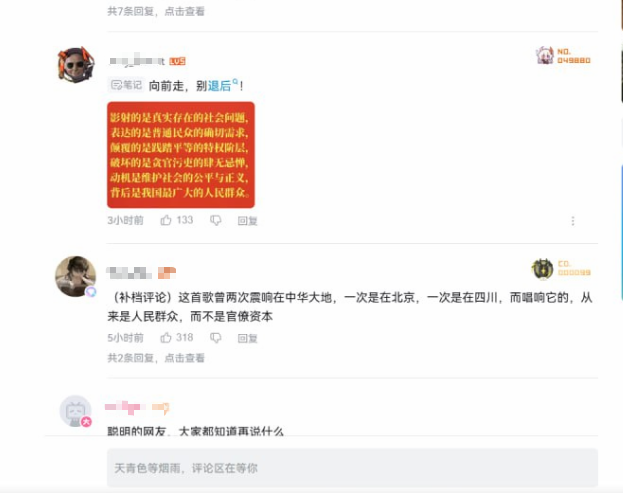 共7条回复，点击查看
LV5
NO.
049880
笔记 向前走，别退后！
影射的是真实存在的社会问题，
表达的是普通民众的确切需求，
颠覆的是践踏平等的特权阶层，
破坏的是贪官污吏的肆无忌惮，
动机是维护社会的公平与正义，
背后是我国最广大的人民群众。
3小时前 133 回复
CD.
（补档评论）这首歌曾两次震响在中华大地，一次是在北京，一次是在四川，而唱响它的，从
来是人民群众，而不是官僚资本
5小时前 318 回复
共2条回复，点击查看
大
聪明的网友，大家都知道再说什么
天青色等烟雨，评论区在等你